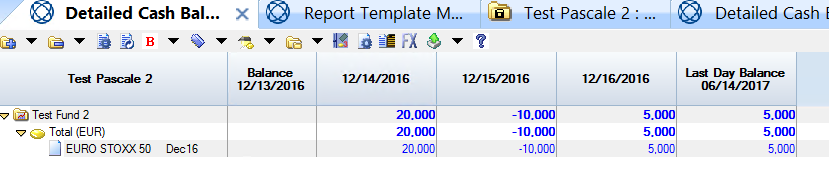 Detailed Cash Bal... Report Template M... Test Pascale 2 : ... Detailed Cash B
B FX ?
Test Pascale 2 Balance 12/13/2016 12/14/2016 12/15/2016 12/16/2016 Last Day Balance 06/14/2017
Test Fund 2 20,000 -10,000 5,000 5,000
Total (EUR) 20,000 -10,000 5,000 5,000
EURO STOXX 50 Dec16 20,000 -10,000 5,000 5,000